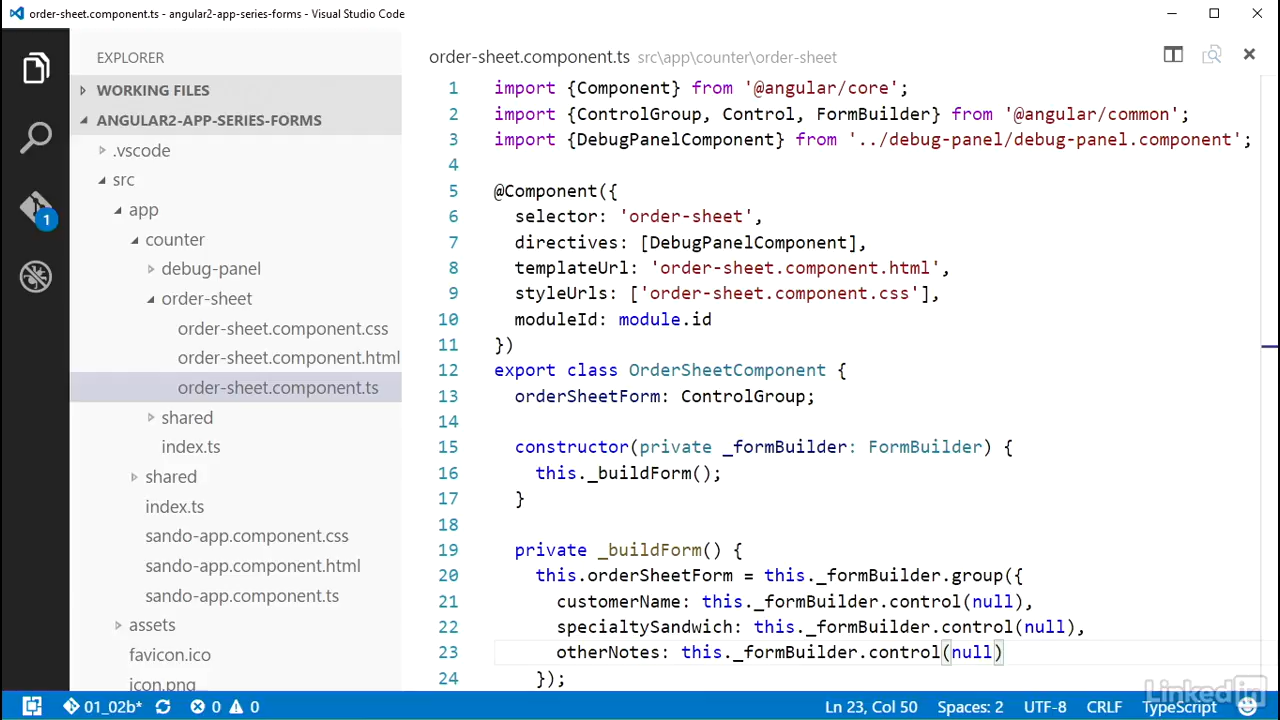 order-sheet.component.ts - angular2-app-series-forms - Visual Studio Code
EXPLORER
WORKING FILES
ANGULAR2-APP-SERIES-FORMS
.vscode
src
app
counter
debug-panel
order-sheet
order-sheet.component.css
order-sheet.component.html
order-sheet.component.ts
shared
index.ts
shared
index.ts
sando-app.component.css
sando-app.component.html
sando-app.component.ts
assets
favicon.ico
icon.png
1
order-sheet.component.ts src\app\counter\order-sheet
1 import {Component} from '@angular/core';
2 import {ControlGroup, Control, FormBuilder} from '@angular/common';
3 import {DebugPanelComponent} from '../debug-panel/debug-panel.component';
4
5 @Component({
6   selector: 'order-sheet',
7   directives: [DebugPanelComponent],
8   templateUrl: 'order-sheet.component.html',
9   styleUrls: ['order-sheet.component.css'],
10   moduleId: module.id
11 })
12 export class OrderSheetComponent {
13   orderSheetForm: ControlGroup;
14
15   constructor(private _formBuilder: FormBuilder) {
16     this._buildForm();
17   }
18
19   private _buildForm() {
20     this.orderSheetForm = this._formBuilder.group({
21       customerName: this._formBuilder.control(null),
22       specialtySandwich: this._formBuilder.control(null),
23       otherNotes: this._formBuilder.control(null)
24     });
01_02b* 0 0 Ln 23, Col 50 Spaces: 2 UTF-8 CRLF TypeScript
Linked in